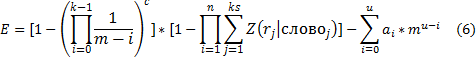 E = [1 − (∏_{i=0}^{k-1} 1/(m − i))^c] * [1 − ∏_{i=1}^{n} ∑_{j=1}^{ks} Z(r_j|слово_j)] − ∑_{i=0}^{u} a_i * m^{u-i} (6)